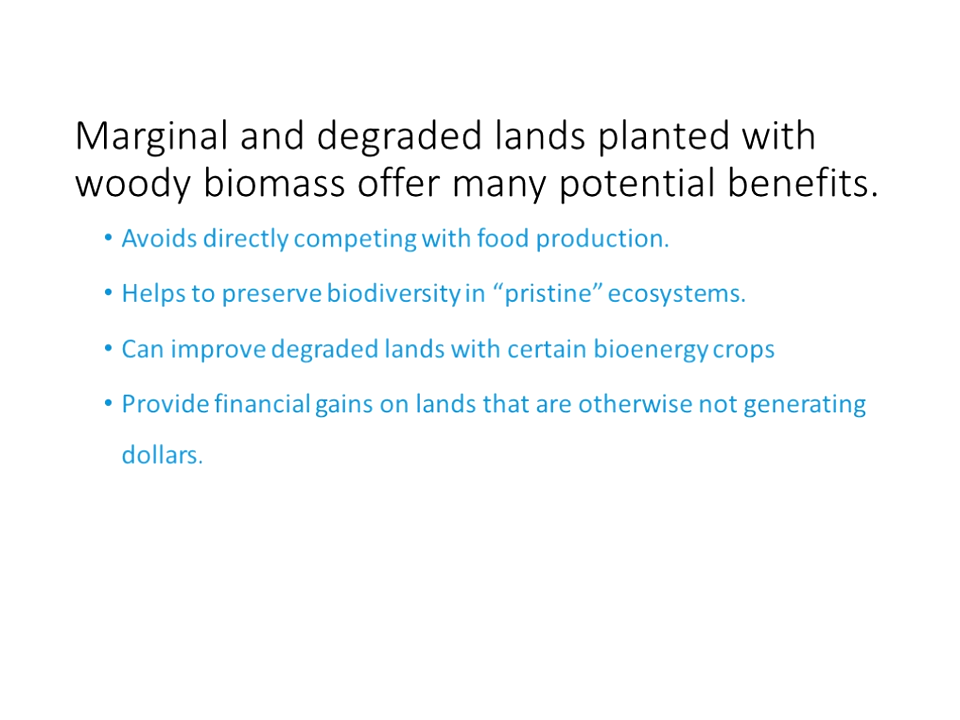 Marginal and degraded lands planted with
woody biomass offer many potential benefits.
• Avoids directly competing with food production.
• Helps to preserve biodiversity in “pristine” ecosystems.
• Can improve degraded lands with certain bioenergy crops
• Provide financial gains on lands that are otherwise not generating
dollars.